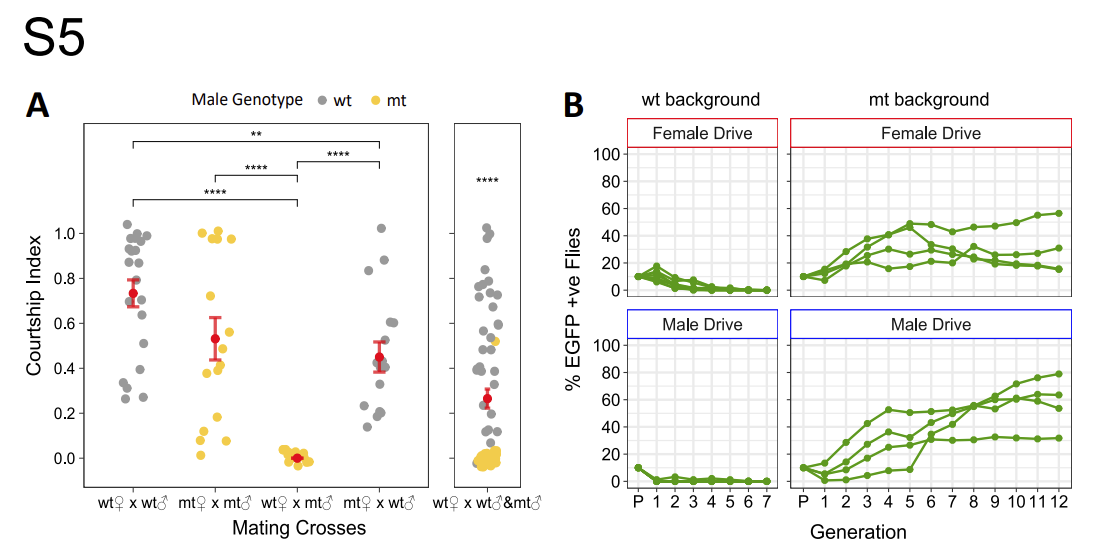 S5
A
Male Genotype wt mt
**
****
****
****
Courtship Index
1.0
0.8
0.6
0.4
0.2
0.0
wt♀ x wt♂ mt♀ x mt♂ wt♀ x mt♂ mt♀ x wt♂
Mating Crosses
****
wt♀ x wt♂&mt♂
B
wt background mt background
Female Drive Female Drive
% EGFP +ve Flies
100
80
60
40
20
0
Male Drive Male Drive
100
80
60
40
20
0
P 1 2 3 4 5 6 7 P 1 2 3 4 5 6 7 8 9 10 11 12
Generation